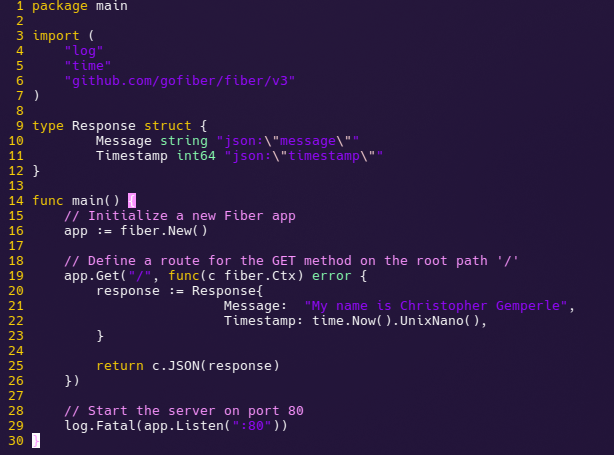 1 package main
2
3 import (
4     "log"
5     "time"
6     "github.com/gofiber/fiber/v3"
7 )
8
9 type Response struct {
10         Message string "json:\"message\""
11         Timestamp int64 "json:\"timestamp\""
12 }
13
14 func main() {
15     // Initialize a new Fiber app
16     app := fiber.New()
17
18     // Define a route for the GET method on the root path '/'
19     app.Get("/", func(c fiber.Ctx) error {
20         response := Response{
21                         Message:  "My name is Christopher Gemperle",
22                         Timestamp: time.Now().UnixNano(),
23         }
24
25         return c.JSON(response)
26     })
27
28     // Start the server on port 80
29     log.Fatal(app.Listen(":80"))
30 }